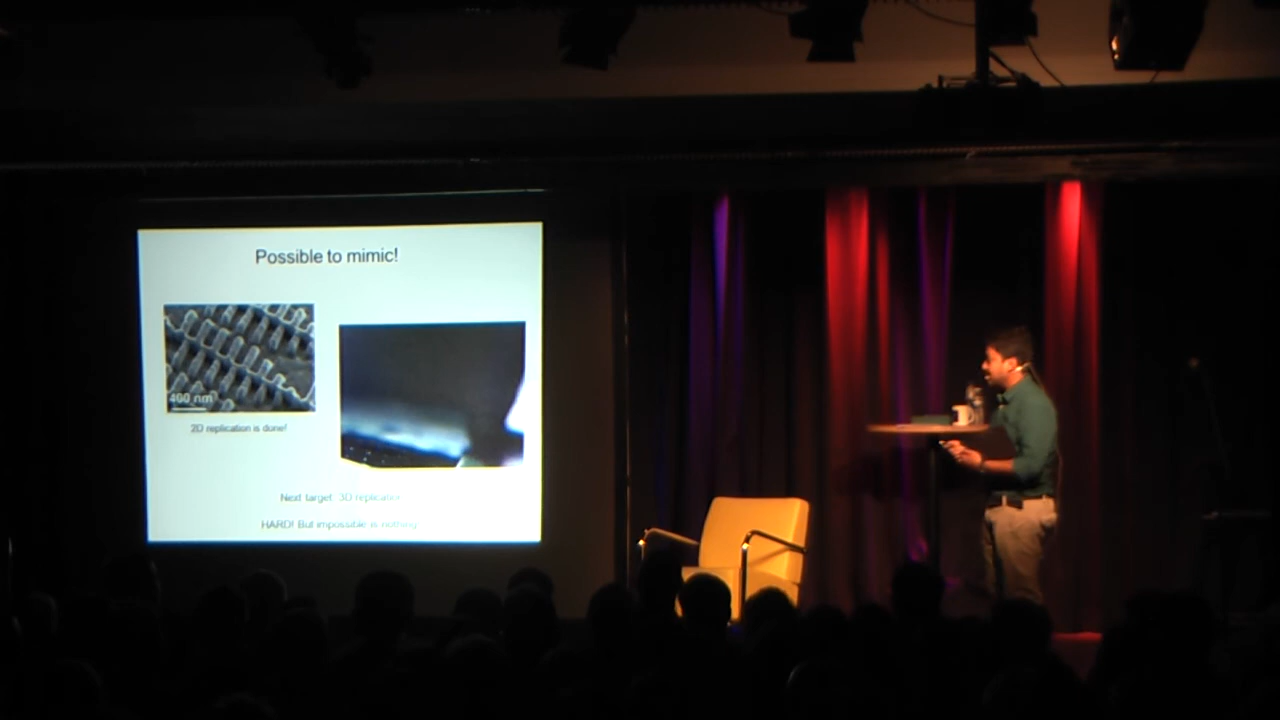 Possible to mimic!
400 nm
2D replication is done!
Next target: 3D replication
HARD! But impossible is nothing